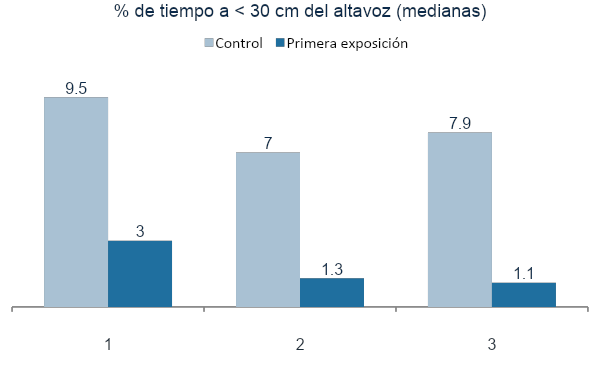 % de tiempo a < 30 cm del altavoz (medianas)
Control Primera exposición
9.5
3
7
1.3
7.9
1.1
1 2 3